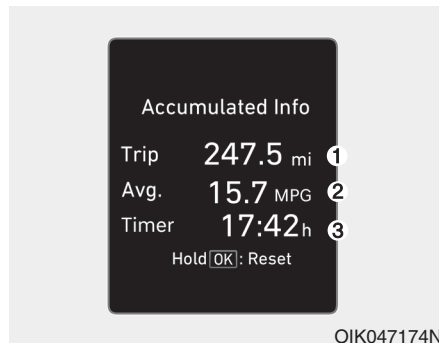 Accumulated Info
Trip 247.5 mi ①
Avg. 15.7 MPG ②
Timer 17:42h ③
Hold OK : Reset
OIK047174N